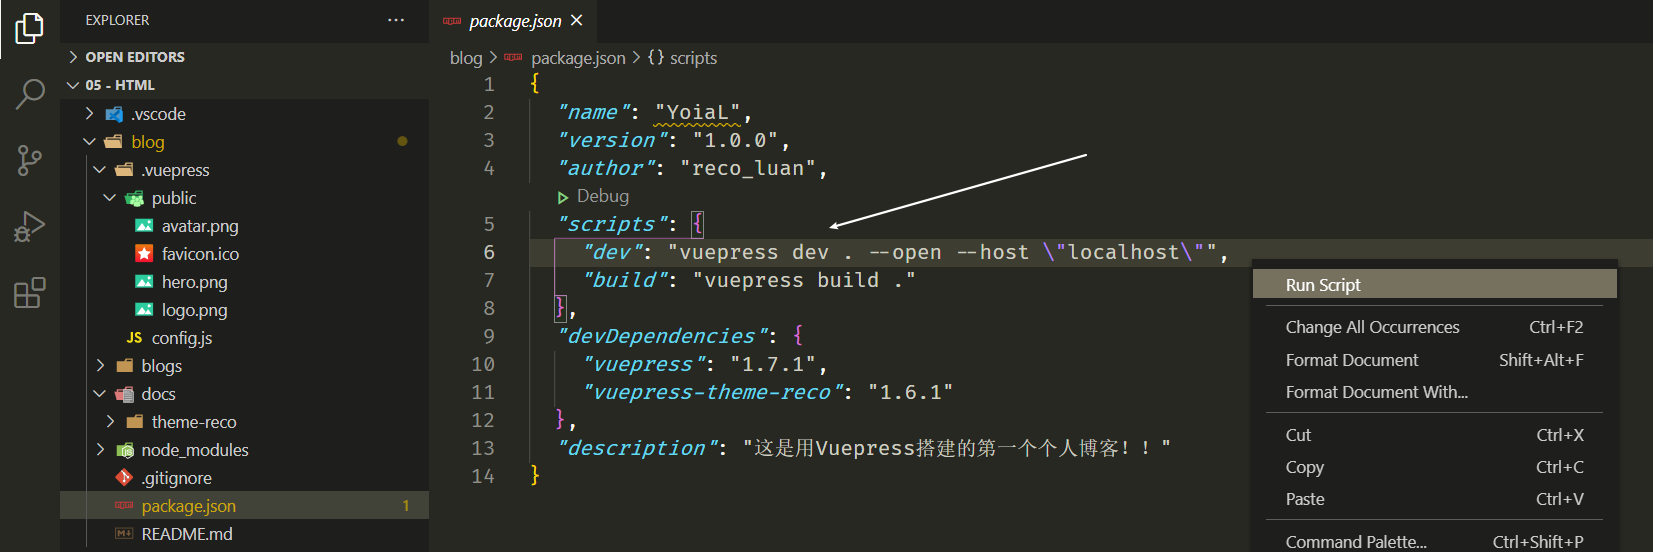 EXPLORER
···
OPEN EDITORS
05 - HTML
.vscode
blog
.vuepress
public
avatar.png
favicon.ico
hero.png
logo.png
JS config.js
blogs
docs
theme-reco
node_modules
.gitignore
package.json 1
README.md
package.json ×
blog > package.json > {} scripts
1 {
2 "name": "YoiaL",
3 "version": "1.0.0",
4 "author": "reco_luan",
Debug
5 "scripts": {
6 "dev": "vuepress dev . --open --host \"localhost\"",
7 "build": "vuepress build ."
8 },
9 "devDependencies": {
10 "vuepress": "1.7.1",
11 "vuepress-theme-reco": "1.6.1"
12 },
13 "description": "这是用Vuepress搭建的第一个个人博客！！"
14 }
Run Script
Change All Occurrences Ctrl+F2
Format Document Shift+Alt+F
Format Document With...
Cut Ctrl+X
Copy Ctrl+C
Paste Ctrl+V
Command Palette... Ctrl+Shift+P